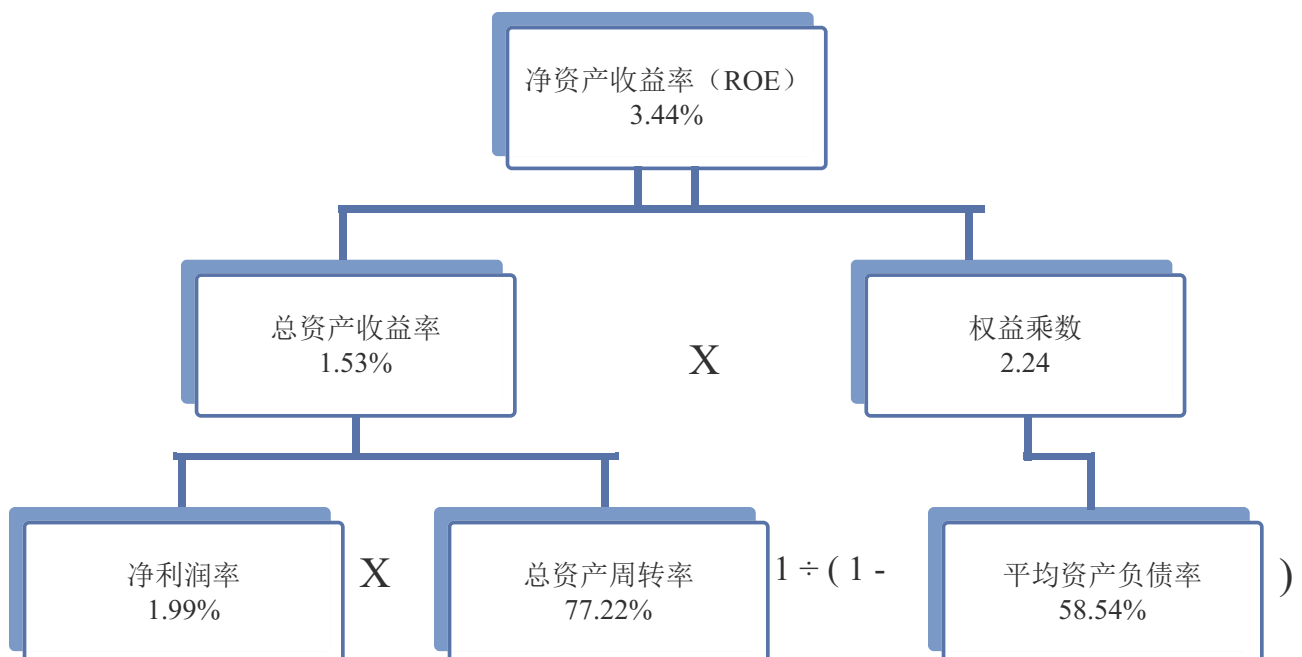 净资产收益率（ROE）
3.44%
总资产收益率
1.53%
X
权益乘数
2.24
净利润率
1.99%
X
总资产周转率
77.22%
1 ÷ ( 1 -
平均资产负债率
58.54%
)